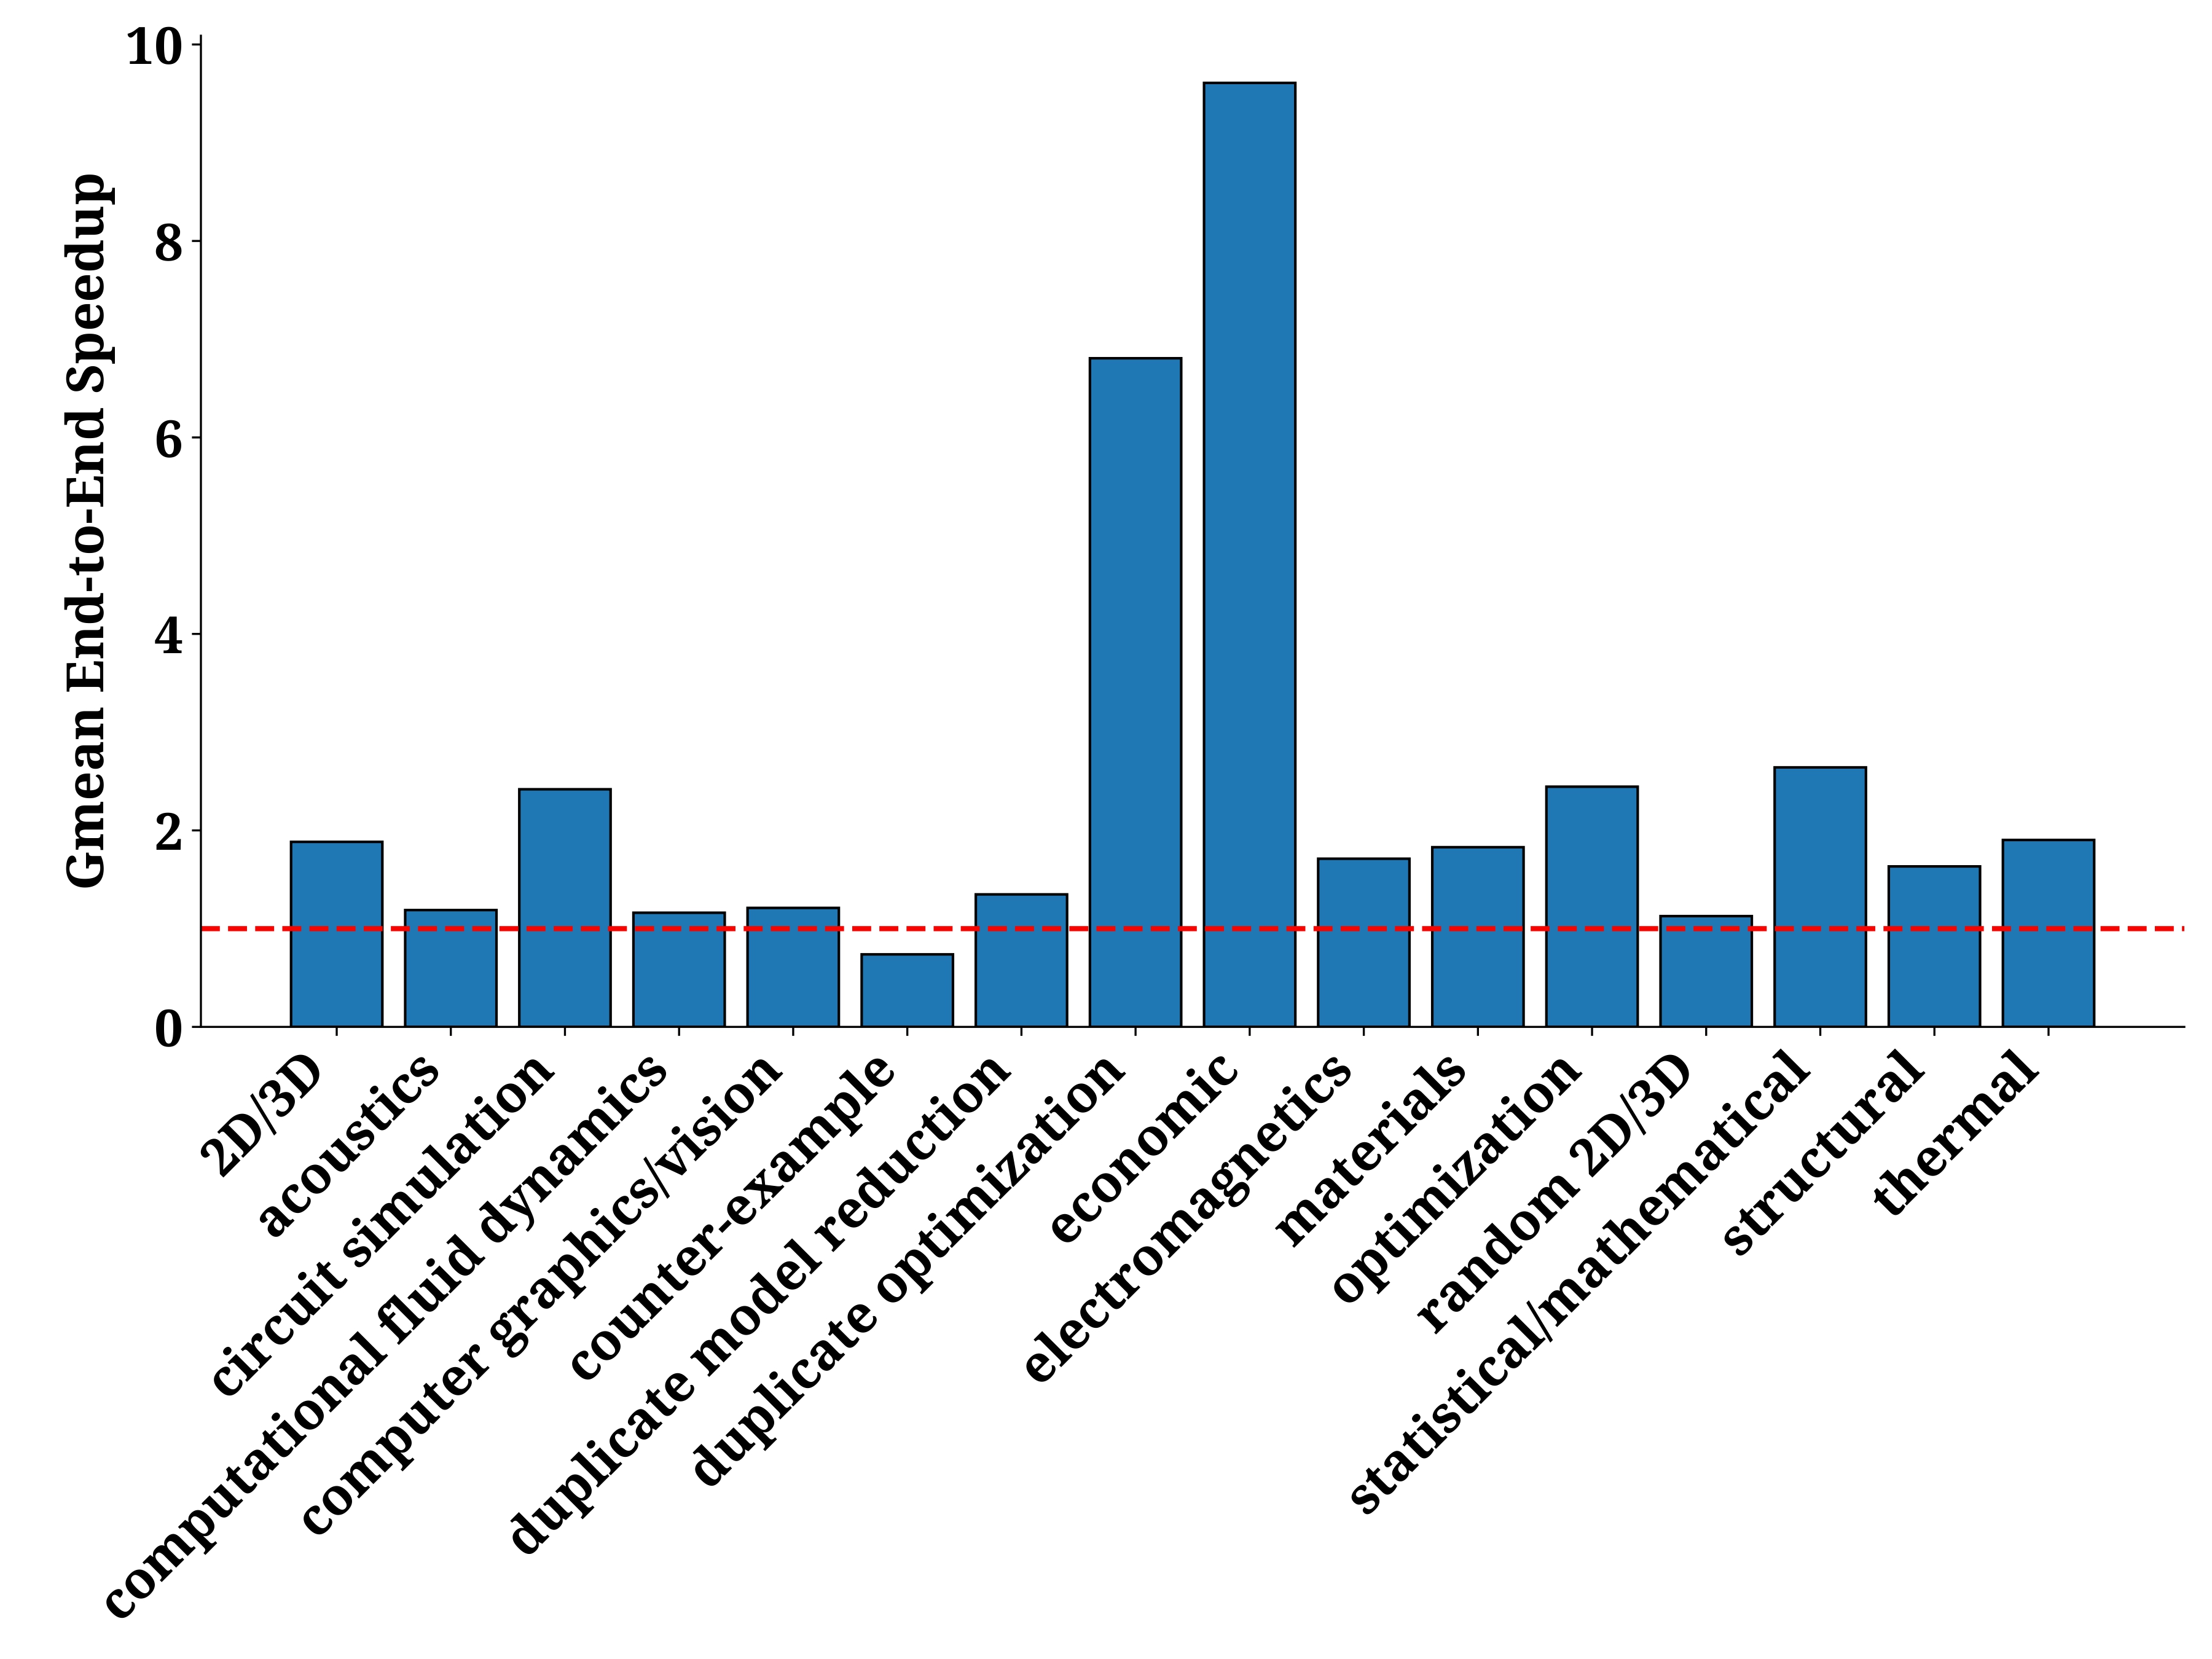 Gmean End-to-End Speedup
10
8
6
4
2
0
2D/3D
acoustics
circuit simulation
computational fluid dynamics
computer graphics/vision
counter-example
duplicate model reduction
duplicate optimization
economic
electromagnetics
materials
optimization
random 2D/3D
statistical/mathematical
structural
thermal